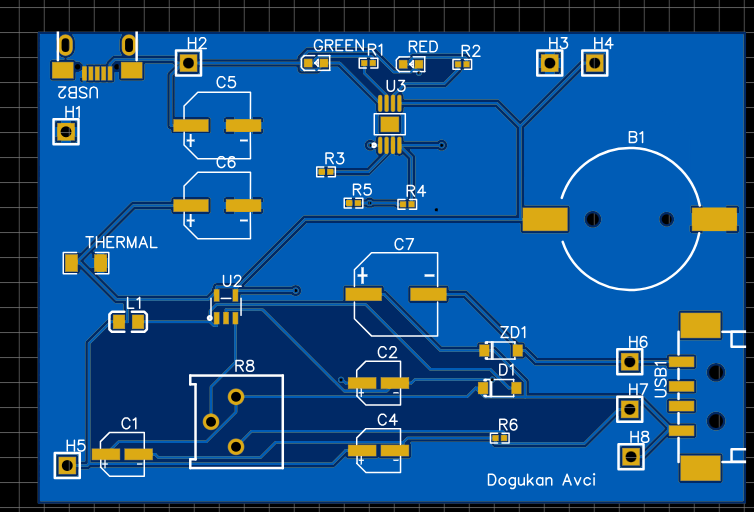 GREEN
R1
RED
R2
H2
H3
H4
USB2
C5
U3
H1
B1
C6
R3
R5
R4
THERMAL
C7
U2
L1
ZD1
H6
C2
R8
D1
USB1
H7
C1
C4
R6
H5
H8
Dogukan Avci